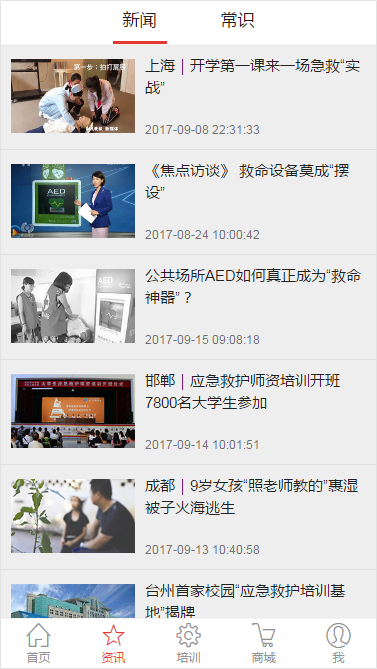 新闻
常识
第一步：拍打肩膀
上海｜开学第一课来一场急救“实
战”
2017-09-08 22:31:33
AED
《焦点访谈》 救命设备莫成“摆
设”
2017-08-24 10:00:42
AED
公共场所AED如何真正成为“救命
神器”？
2017-09-15 09:08:18
邯郸｜应急救护师资培训开班
7800名大学生参加
2017-09-14 10:01:51
成都｜9岁女孩“照老师教的”惠湿
被子火海逃生
2017-09-13 10:40:58
台州首家校园“应急救护培训基
地”揭牌
首页
资讯
培训
商城
我